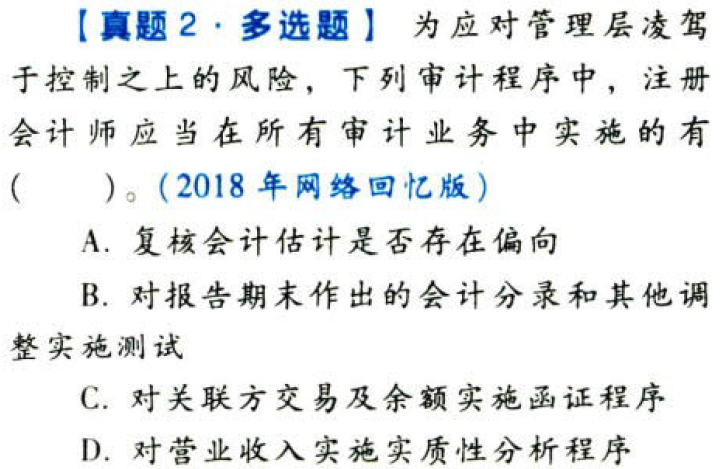 【真题2·多选题】 为应对管理层凌驾
于控制之上的风险，下列审计程序中，注册
会计师应当在所有审计业务中实施的有
(　　)。(2018年网络回忆版)
A. 复核会计估计是否存在偏向
B. 对报告期末作出的会计分录和其他调
整实施测试
C. 对关联方交易及余额实施函证程序
D. 对营业收入实施实质性分析程序